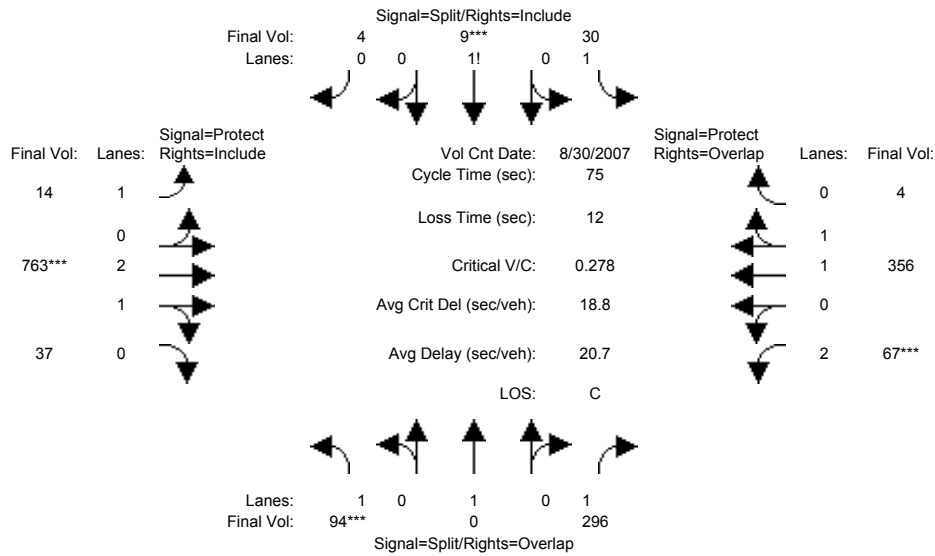 Signal=Split/Rights=Include
Final Vol: 4 9*** 30
Lanes: 0 0 1! 0 1
Signal=Protect Signal=Protect
Final Vol: Lanes: Rights=Include Vol Cnt Date: 8/30/2007 Rights=Overlap Lanes: Final Vol:
Cycle Time (sec): 75
14 1 0 4
Loss Time (sec): 12
0 1
763*** 2 Critical V/C: 0.278 1 356
1 Avg Crit Del (sec/veh): 18.8 0
37 0 Avg Delay (sec/veh): 20.7 2 67***
LOS: C
Lanes: 1 0 1 0 1
Final Vol: 94*** 0 296
Signal=Split/Rights=Overlap